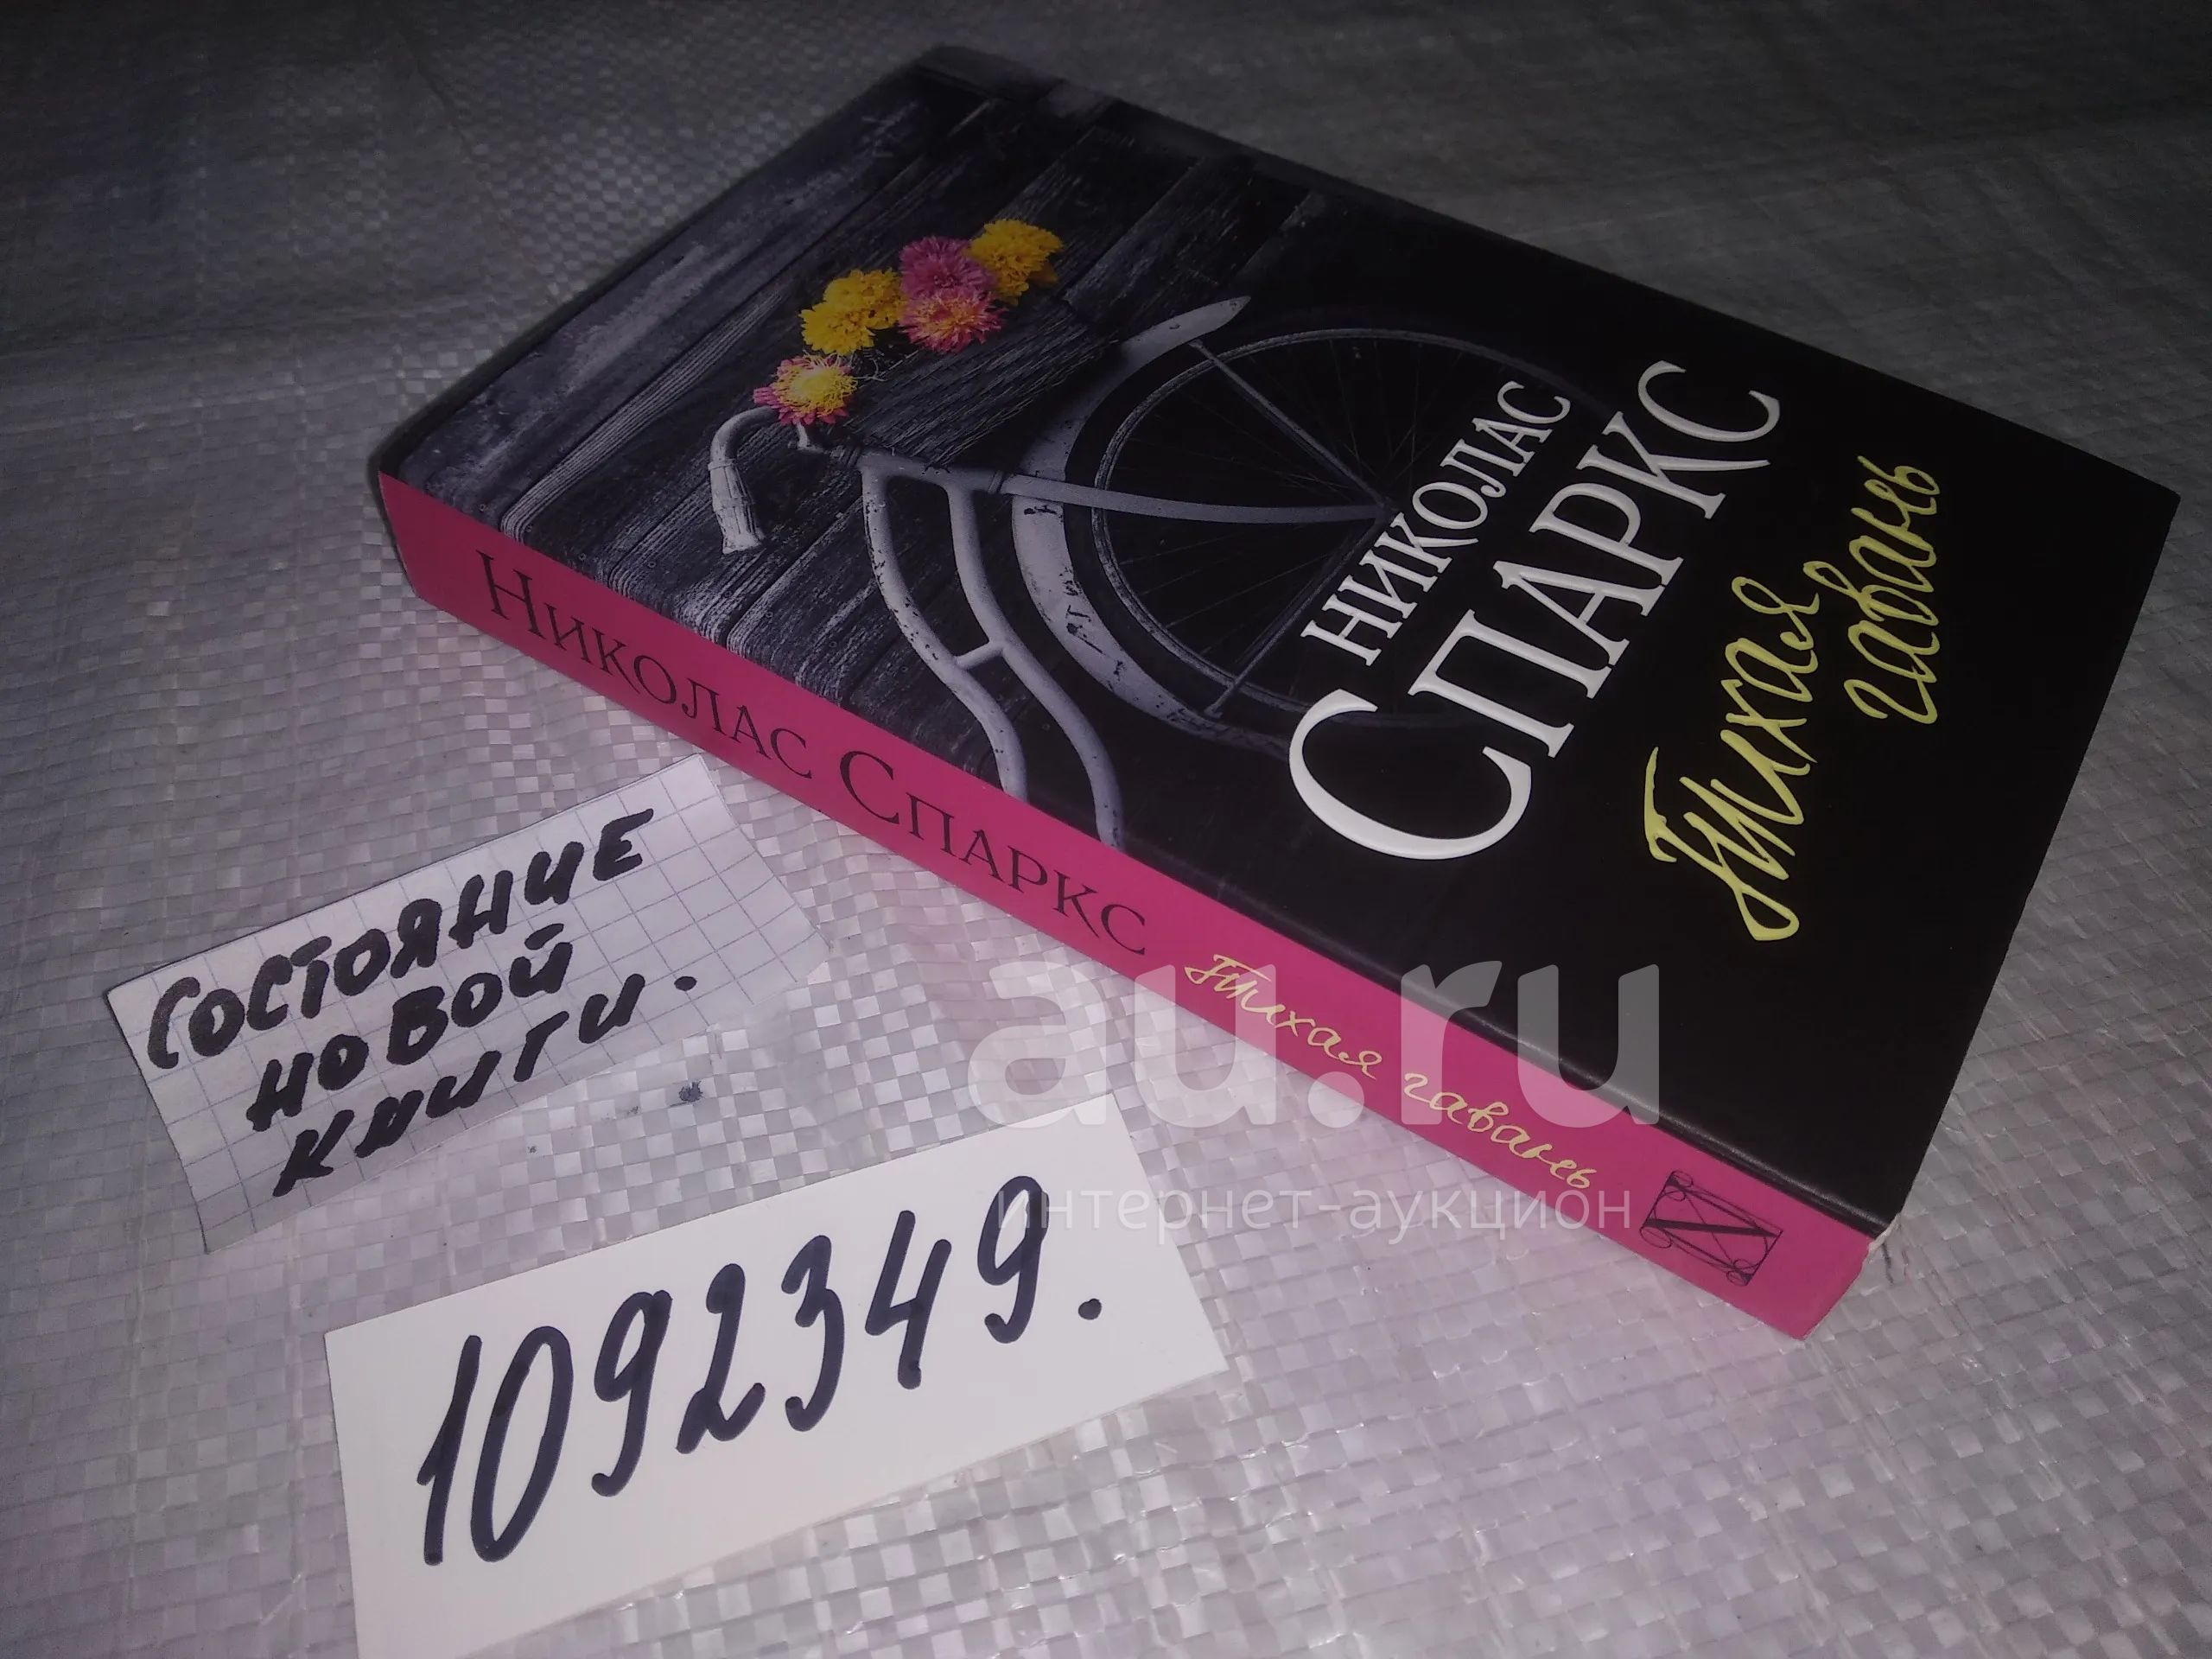 НИКОЛАС
СПАРКС
Тихая
гавань
Николас Спаркс Тихая гавань
СОСТОЯНИЕ
НОВОЙ
КНИГИ.
1092349.
au.ru
интернет-аукцион